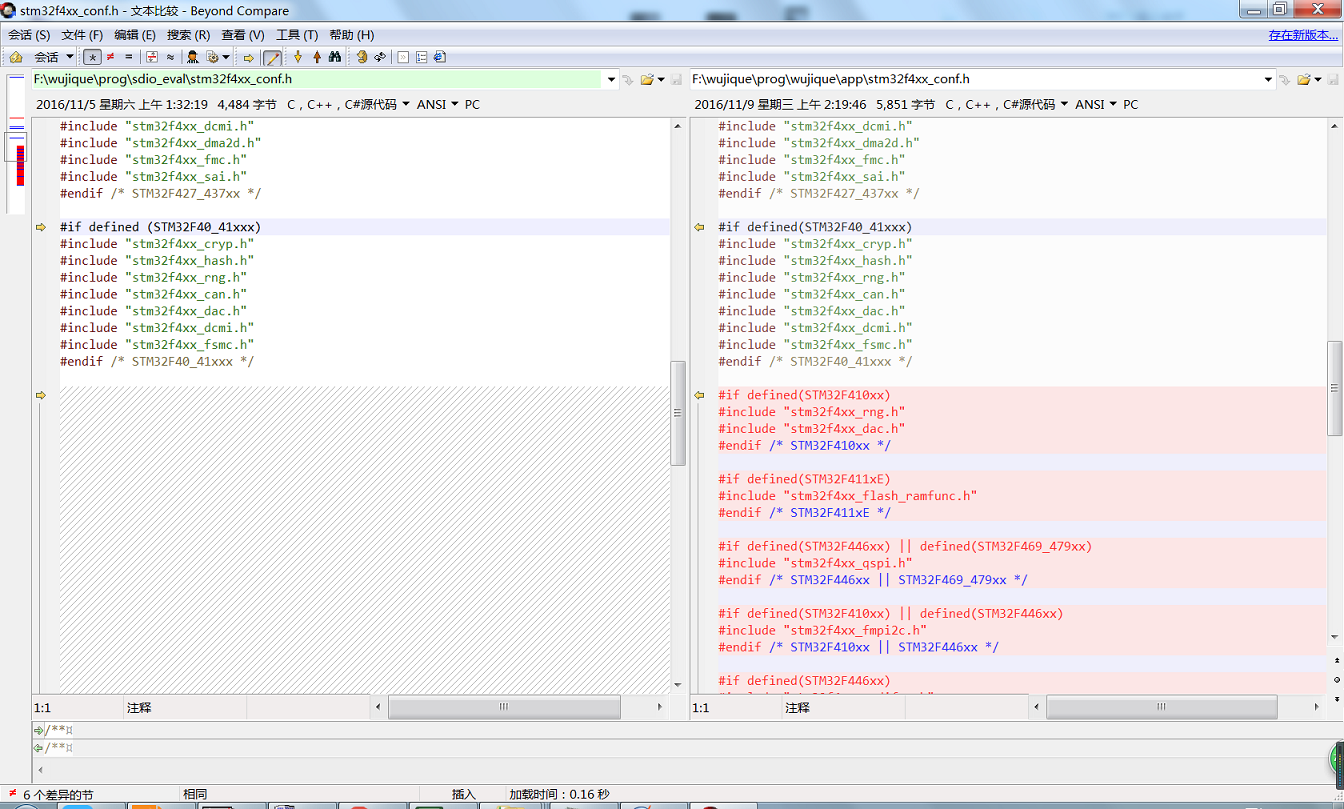 stm32f4xx_conf.h - 文本比较 - Beyond Compare
会话 (S) 文件 (F) 编辑 (E) 搜索 (R) 查看 (V) 工具 (T) 帮助 (H) 存在新版本...
会话
F:\wujique\prog\sdio_eval\stm32f4xx_conf.h
2016/11/5 星期六 上午 1:32:19 4,484 字节 C，C++，C#源代码 ANSI PC
#include "stm32f4xx_dcmi.h"
#include "stm32f4xx_dma2d.h"
#include "stm32f4xx_fmc.h"
#include "stm32f4xx_sai.h"
#endif /* STM32F427_437xx */
#if defined (STM32F40_41xxx)
#include "stm32f4xx_cryp.h"
#include "stm32f4xx_hash.h"
#include "stm32f4xx_rng.h"
#include "stm32f4xx_can.h"
#include "stm32f4xx_dac.h"
#include "stm32f4xx_dcmi.h"
#include "stm32f4xx_fsmc.h"
#endif /* STM32F40_41xxx */
1:1 注释
F:\wujique\prog\wujique\app\stm32f4xx_conf.h
2016/11/9 星期三 上午 2:19:46 5,851 字节 C，C++，C#源代码 ANSI PC
#include "stm32f4xx_dcmi.h"
#include "stm32f4xx_dma2d.h"
#include "stm32f4xx_fmc.h"
#include "stm32f4xx_sai.h"
#endif /* STM32F427_437xx */
#if defined(STM32F40_41xxx)
#include "stm32f4xx_cryp.h"
#include "stm32f4xx_hash.h"
#include "stm32f4xx_rng.h"
#include "stm32f4xx_can.h"
#include "stm32f4xx_dac.h"
#include "stm32f4xx_dcmi.h"
#include "stm32f4xx_fsmc.h"
#endif /* STM32F40_41xxx */
#if defined(STM32F410xx)
#include "stm32f4xx_rng.h"
#include "stm32f4xx_dac.h"
#endif /* STM32F410xx */
#if defined(STM32F411xE)
#include "stm32f4xx_flash_ramfunc.h"
#endif /* STM32F411xE */
#if defined(STM32F446xx) || defined(STM32F469_479xx)
#include "stm32f4xx_qspi.h"
#endif /* STM32F446xx || STM32F469_479xx */
#if defined(STM32F410xx) || defined(STM32F446xx)
#include "stm32f4xx_fmpi2c.h"
#endif /* STM32F410xx || STM32F446xx */
#if defined(STM32F446xx)
1:1 注释
/**¤
/**¤
6 个差异的节 相同 插入 加载时间：0.16 秒